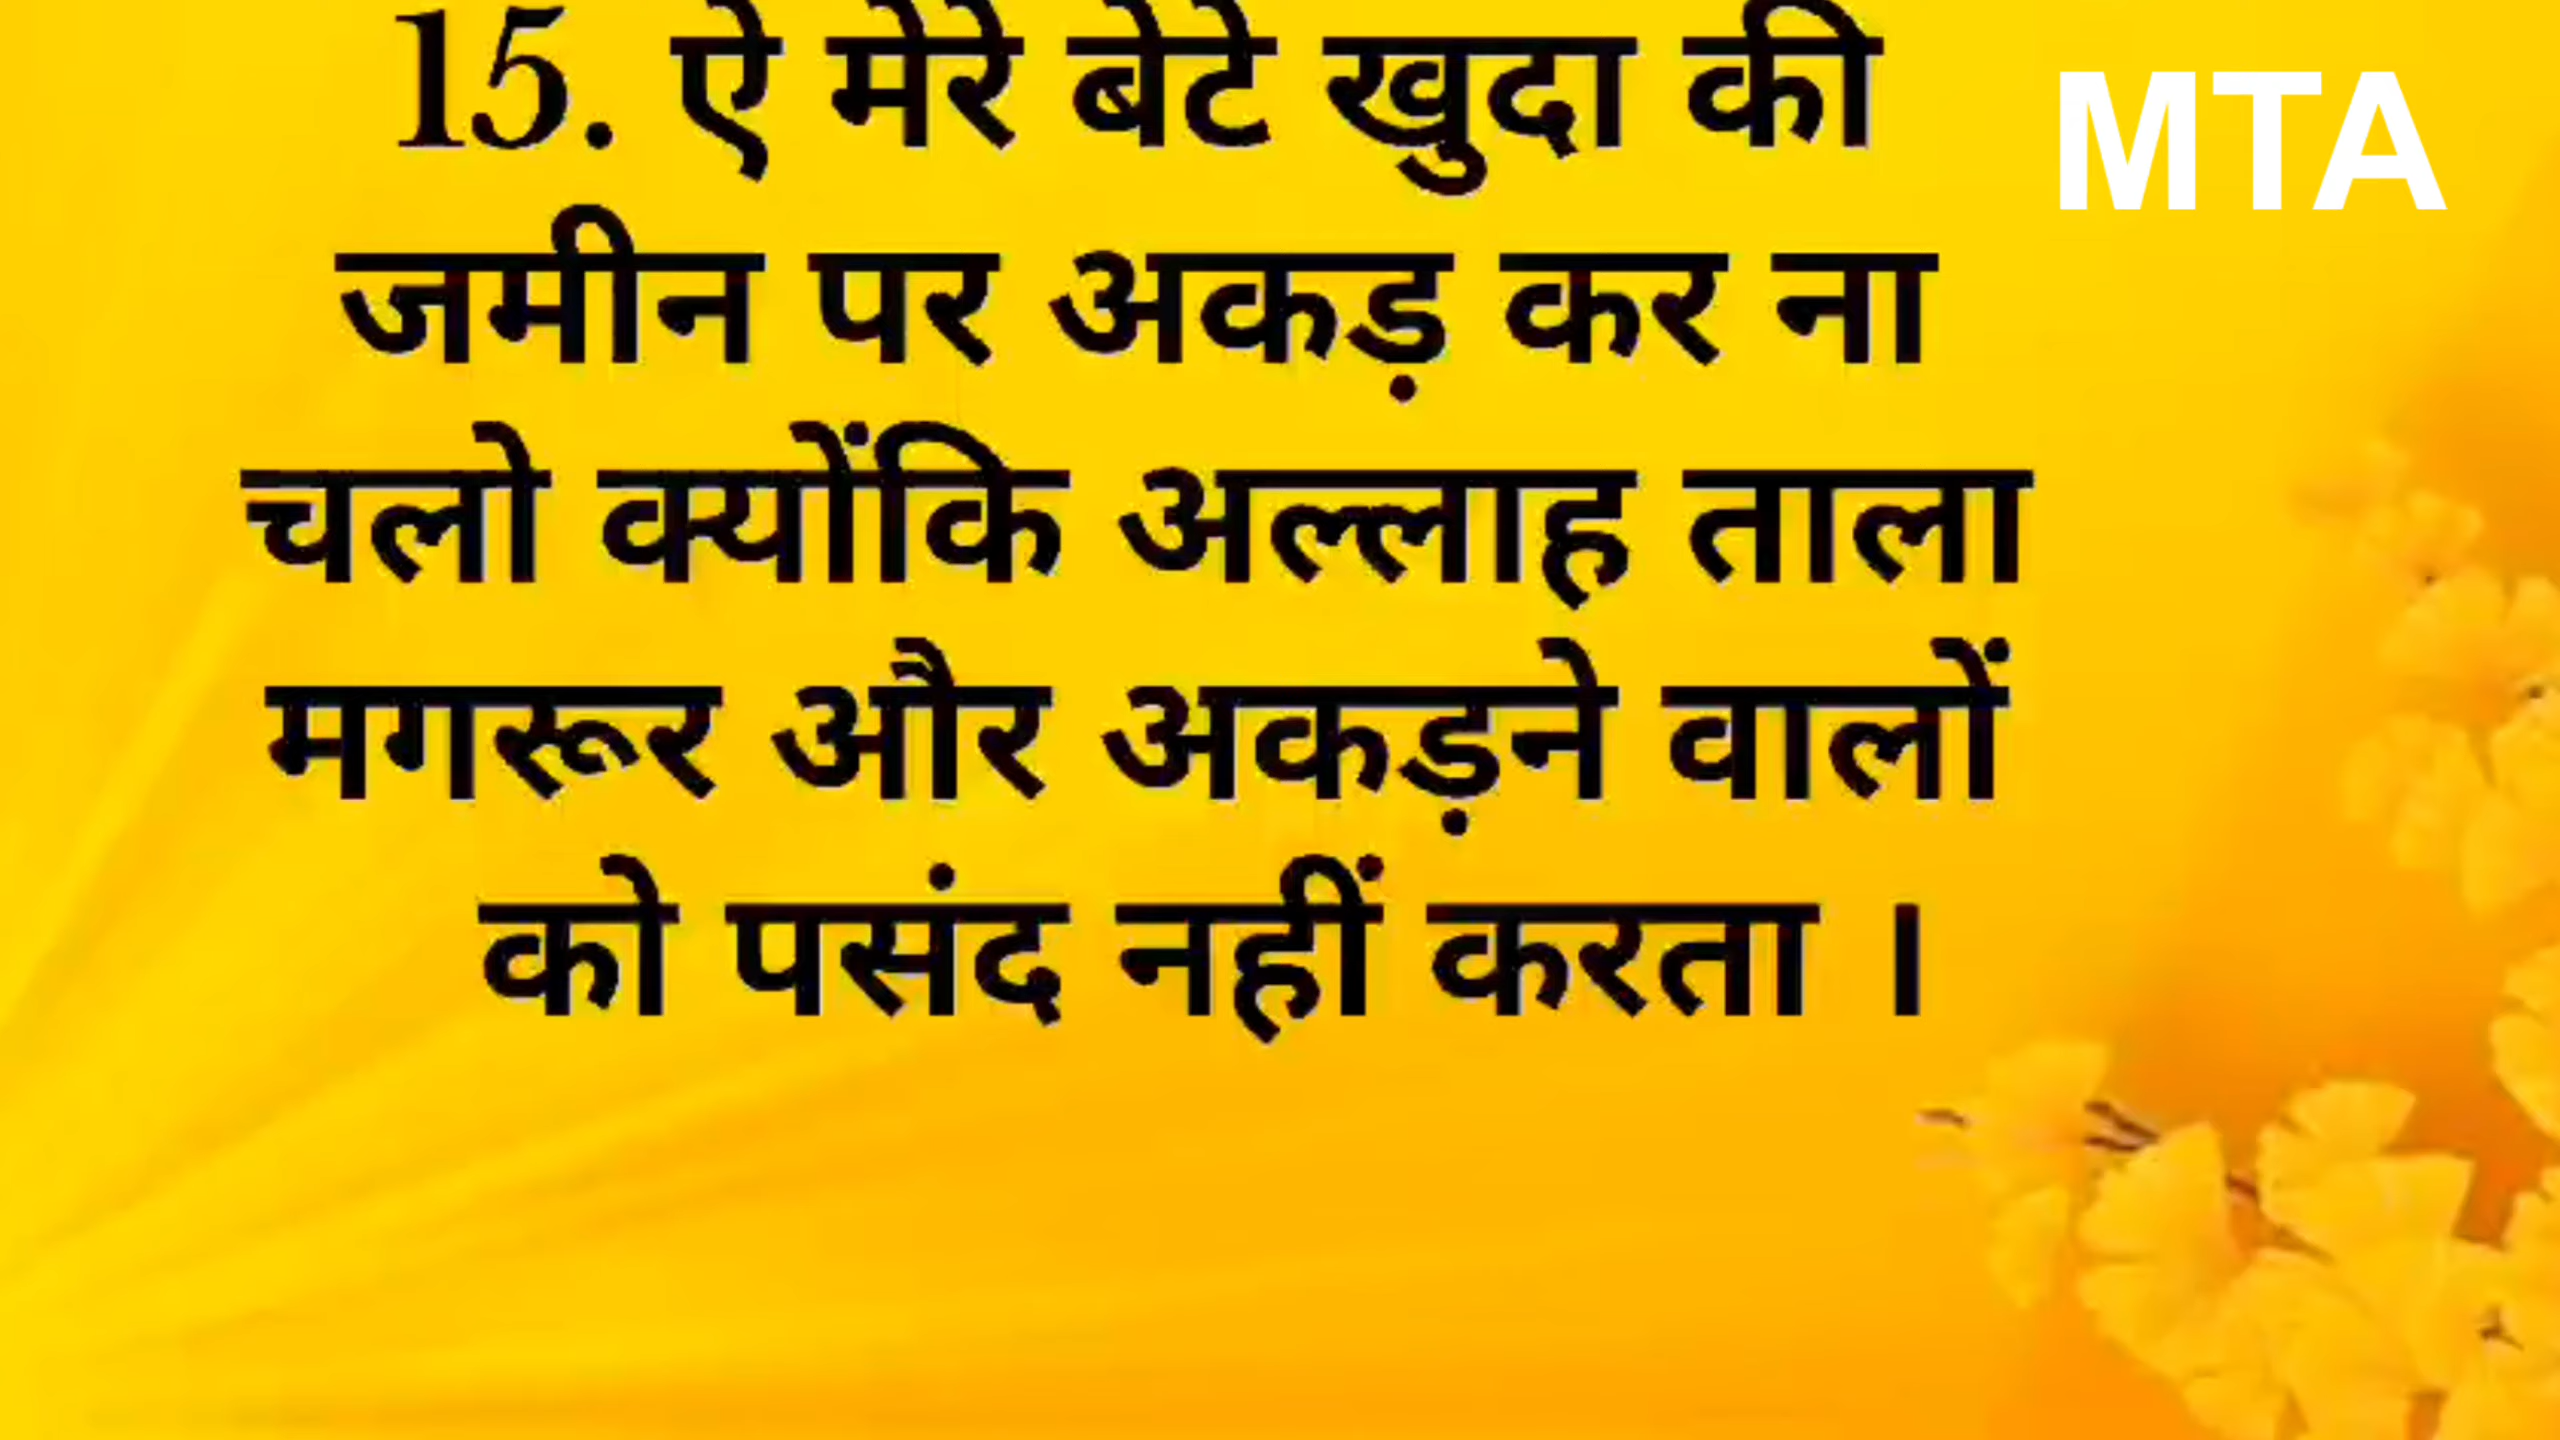 15. ऐ मेरे बेटे खुदा की
MTA
जमीन पर अकड़ कर ना
चलो क्योंकि अल्लाह ताला
मगरूर और अकड़ने वालों
को पसंद नहीं करता ।